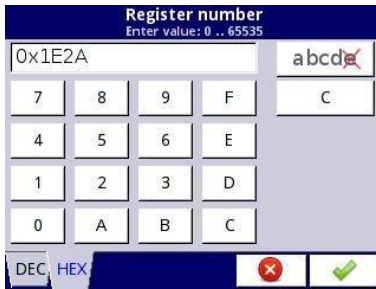 Register number
Enter value: 0 .. 65535
0x1E2A
abcde
7 8 9 F C
4 5 6 E
1 2 3 D
0 A B C
DEC HEX